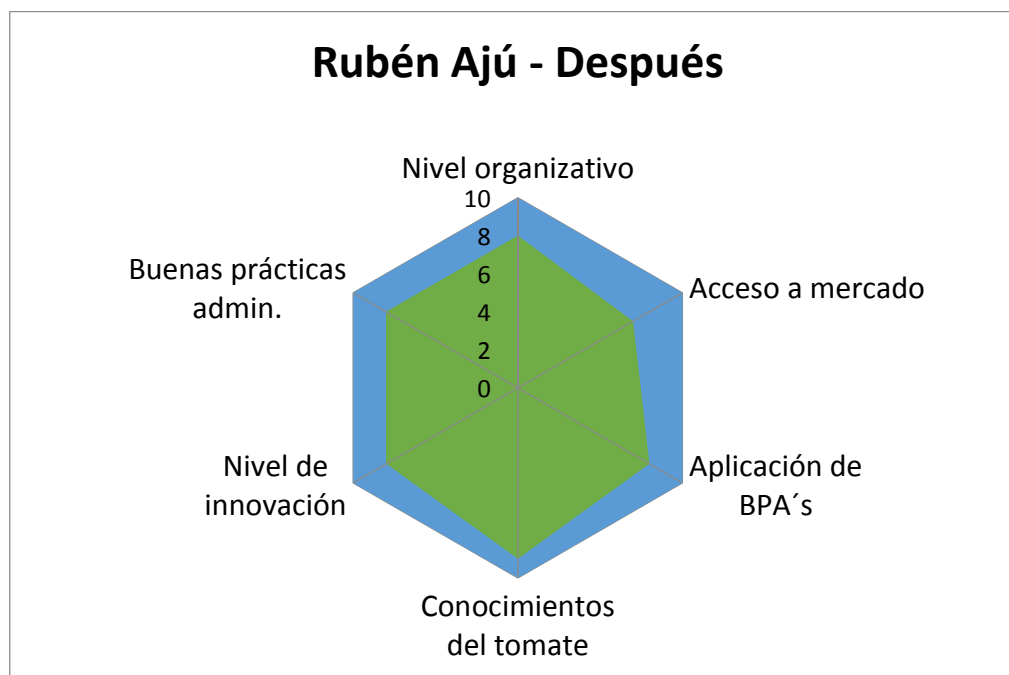 Rubén Ajú - Después
Nivel organizativo
10
8
6
4
2
0
Acceso a mercado
Aplicación de
BPA´s
Conocimientos
del tomate
Nivel de
innovación
Buenas prácticas
admin.